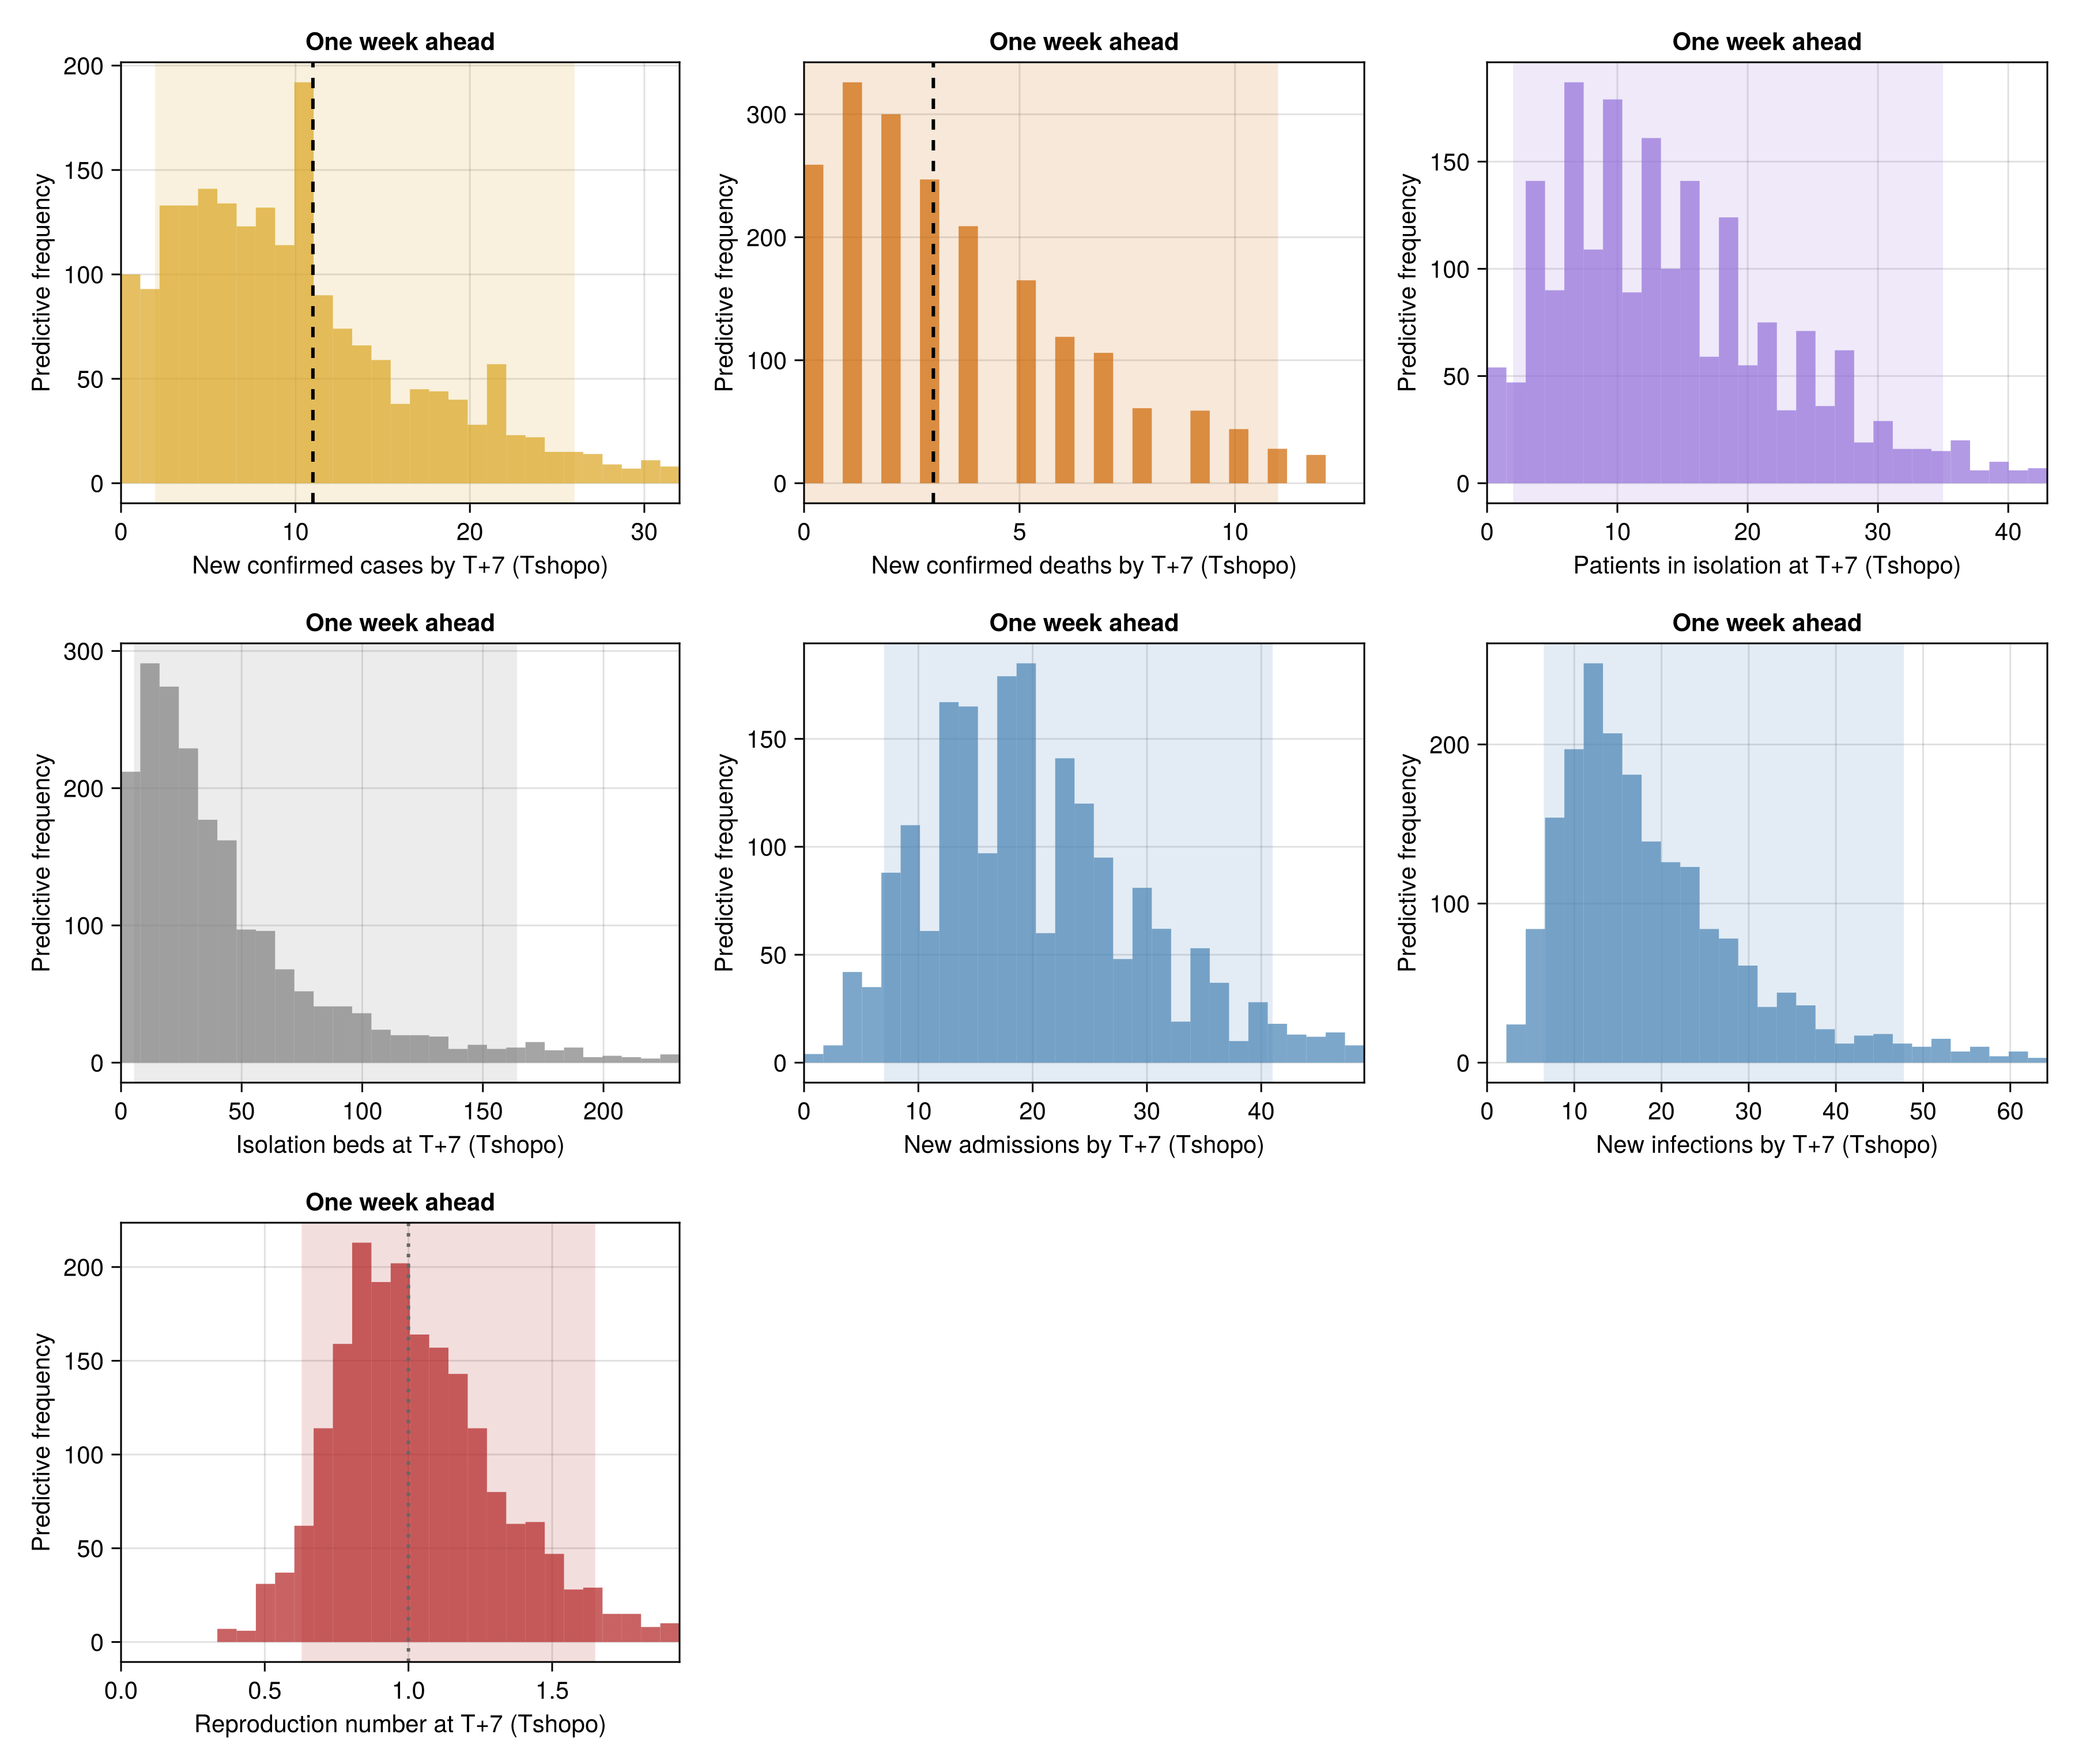 One week ahead
200
150
100
50
0
0 10 20 30
Predictive frequency
New confirmed cases by T+7 (Tshopo)
One week ahead
300
200
100
0
0 5 10
Predictive frequency
New confirmed deaths by T+7 (Tshopo)
One week ahead
150
100
50
0
0 10 20 30 40
Predictive frequency
Patients in isolation at T+7 (Tshopo)
One week ahead
300
200
100
0
0 50 100 150 200
Predictive frequency
Isolation beds at T+7 (Tshopo)
One week ahead
150
100
50
0
0 10 20 30 40
Predictive frequency
New admissions by T+7 (Tshopo)
One week ahead
200
100
0
0 10 20 30 40 50 60
Predictive frequency
New infections by T+7 (Tshopo)
One week ahead
200
150
100
50
0
0.0 0.5 1.0 1.5
Predictive frequency
Reproduction number at T+7 (Tshopo)